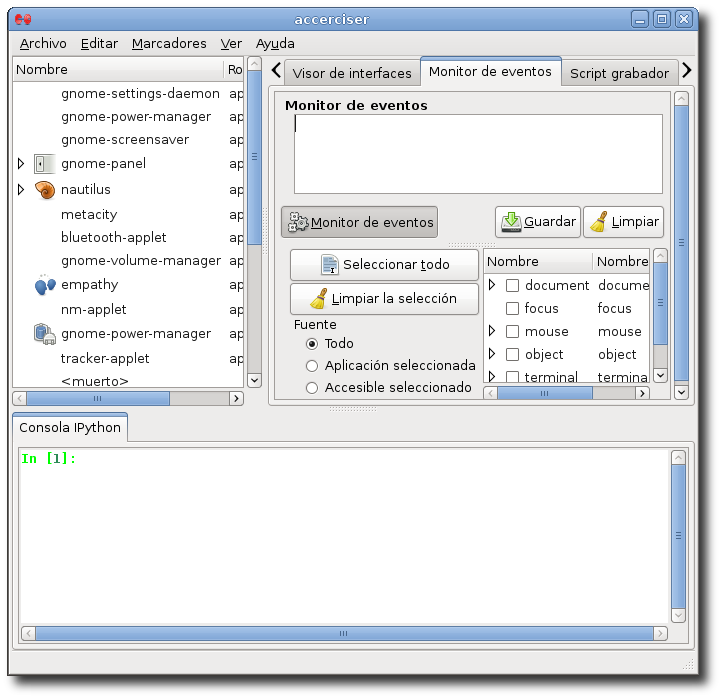 accerciser
Archivo Editar Marcadores Ver Ayuda
Nombre Ro
gnome-settings-daemon ap
gnome-power-manager ap
gnome-screensaver ap
gnome-panel ap
nautilus ap
metacity ap
bluetooth-applet ap
gnome-volume-manager ap
empathy ap
nm-applet ap
gnome-power-manager ap
tracker-applet ap
<muerto> ap
Visor de interfaces Monitor de eventos Script grabador
Monitor de eventos
Monitor de eventos Guardar Limpiar
Seleccionar todo
Limpiar la selección
Fuente
Todo
Aplicación seleccionada
Accesible seleccionado
Nombre Nombre
document docume
focus focus
mouse mouse
object object
terminal termina
Consola IPython
In [1]: